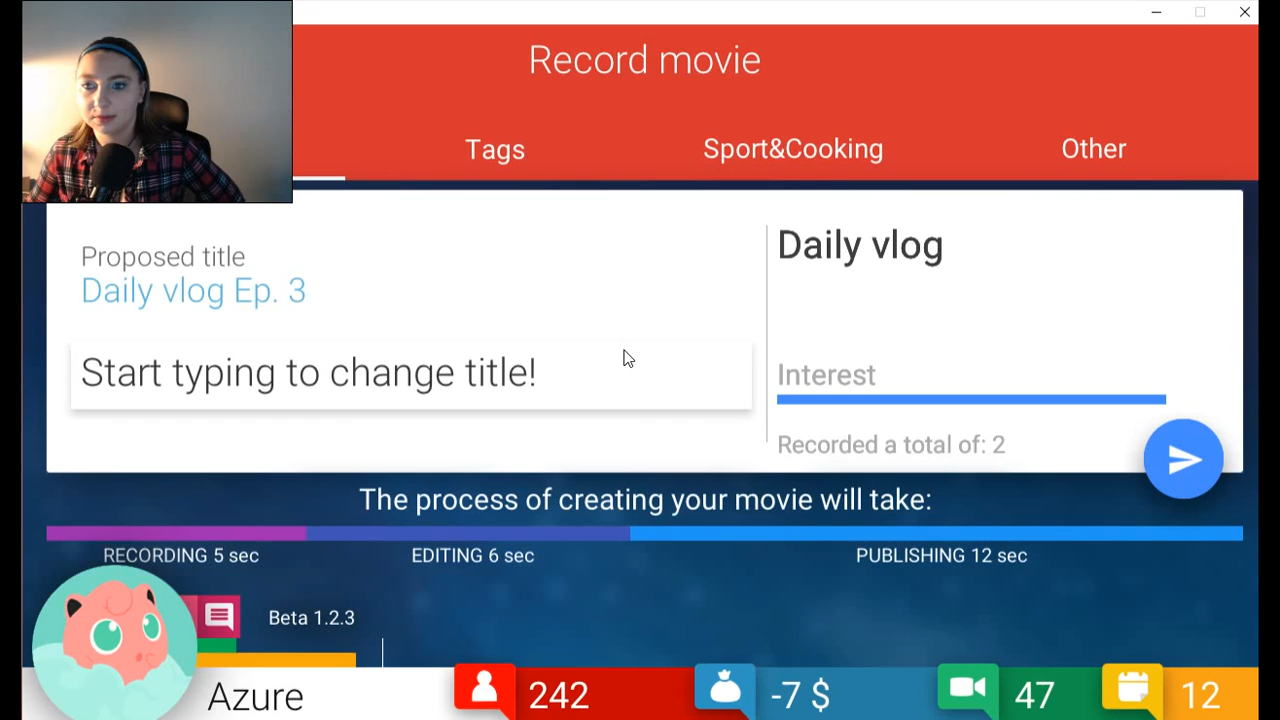 Record movie
Tags
Sport&Cooking
Other
Proposed title
Daily vlog Ep. 3
Start typing to change title!
Daily vlog
Interest
Recorded a total of: 2
The process of creating your movie will take:
RECORDING 5 sec
EDITING 6 sec
PUBLISHING 12 sec
Beta 1.2.3
Azure
242
-7 $
47
12